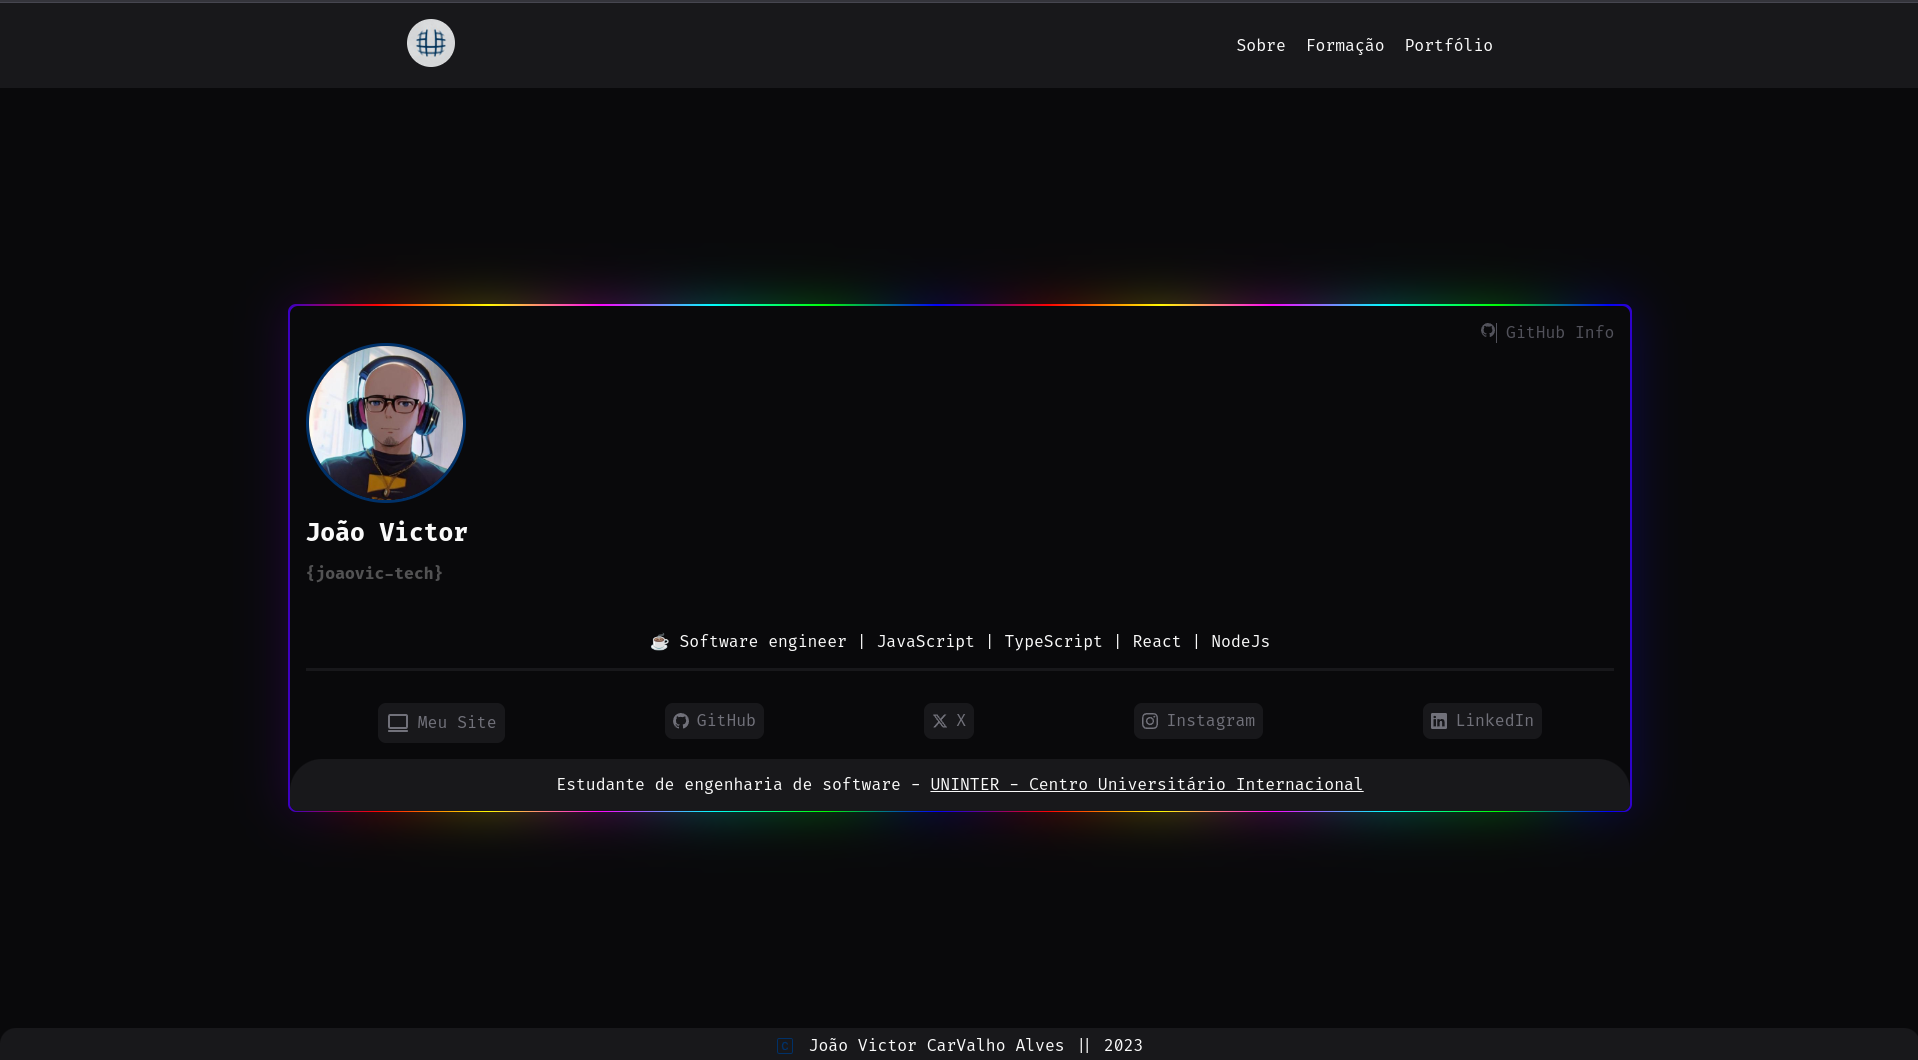 Sobre Formação Portfólio
GitHub Info
João Victor
{joaovic-tech}
☕ Software engineer | JavaScript | TypeScript | React | NodeJs
Meu Site GitHub X Instagram LinkedIn
Estudante de engenharia de software - UNINTER - Centro Universitário Internacional
C João Victor CarValho Alves || 2023